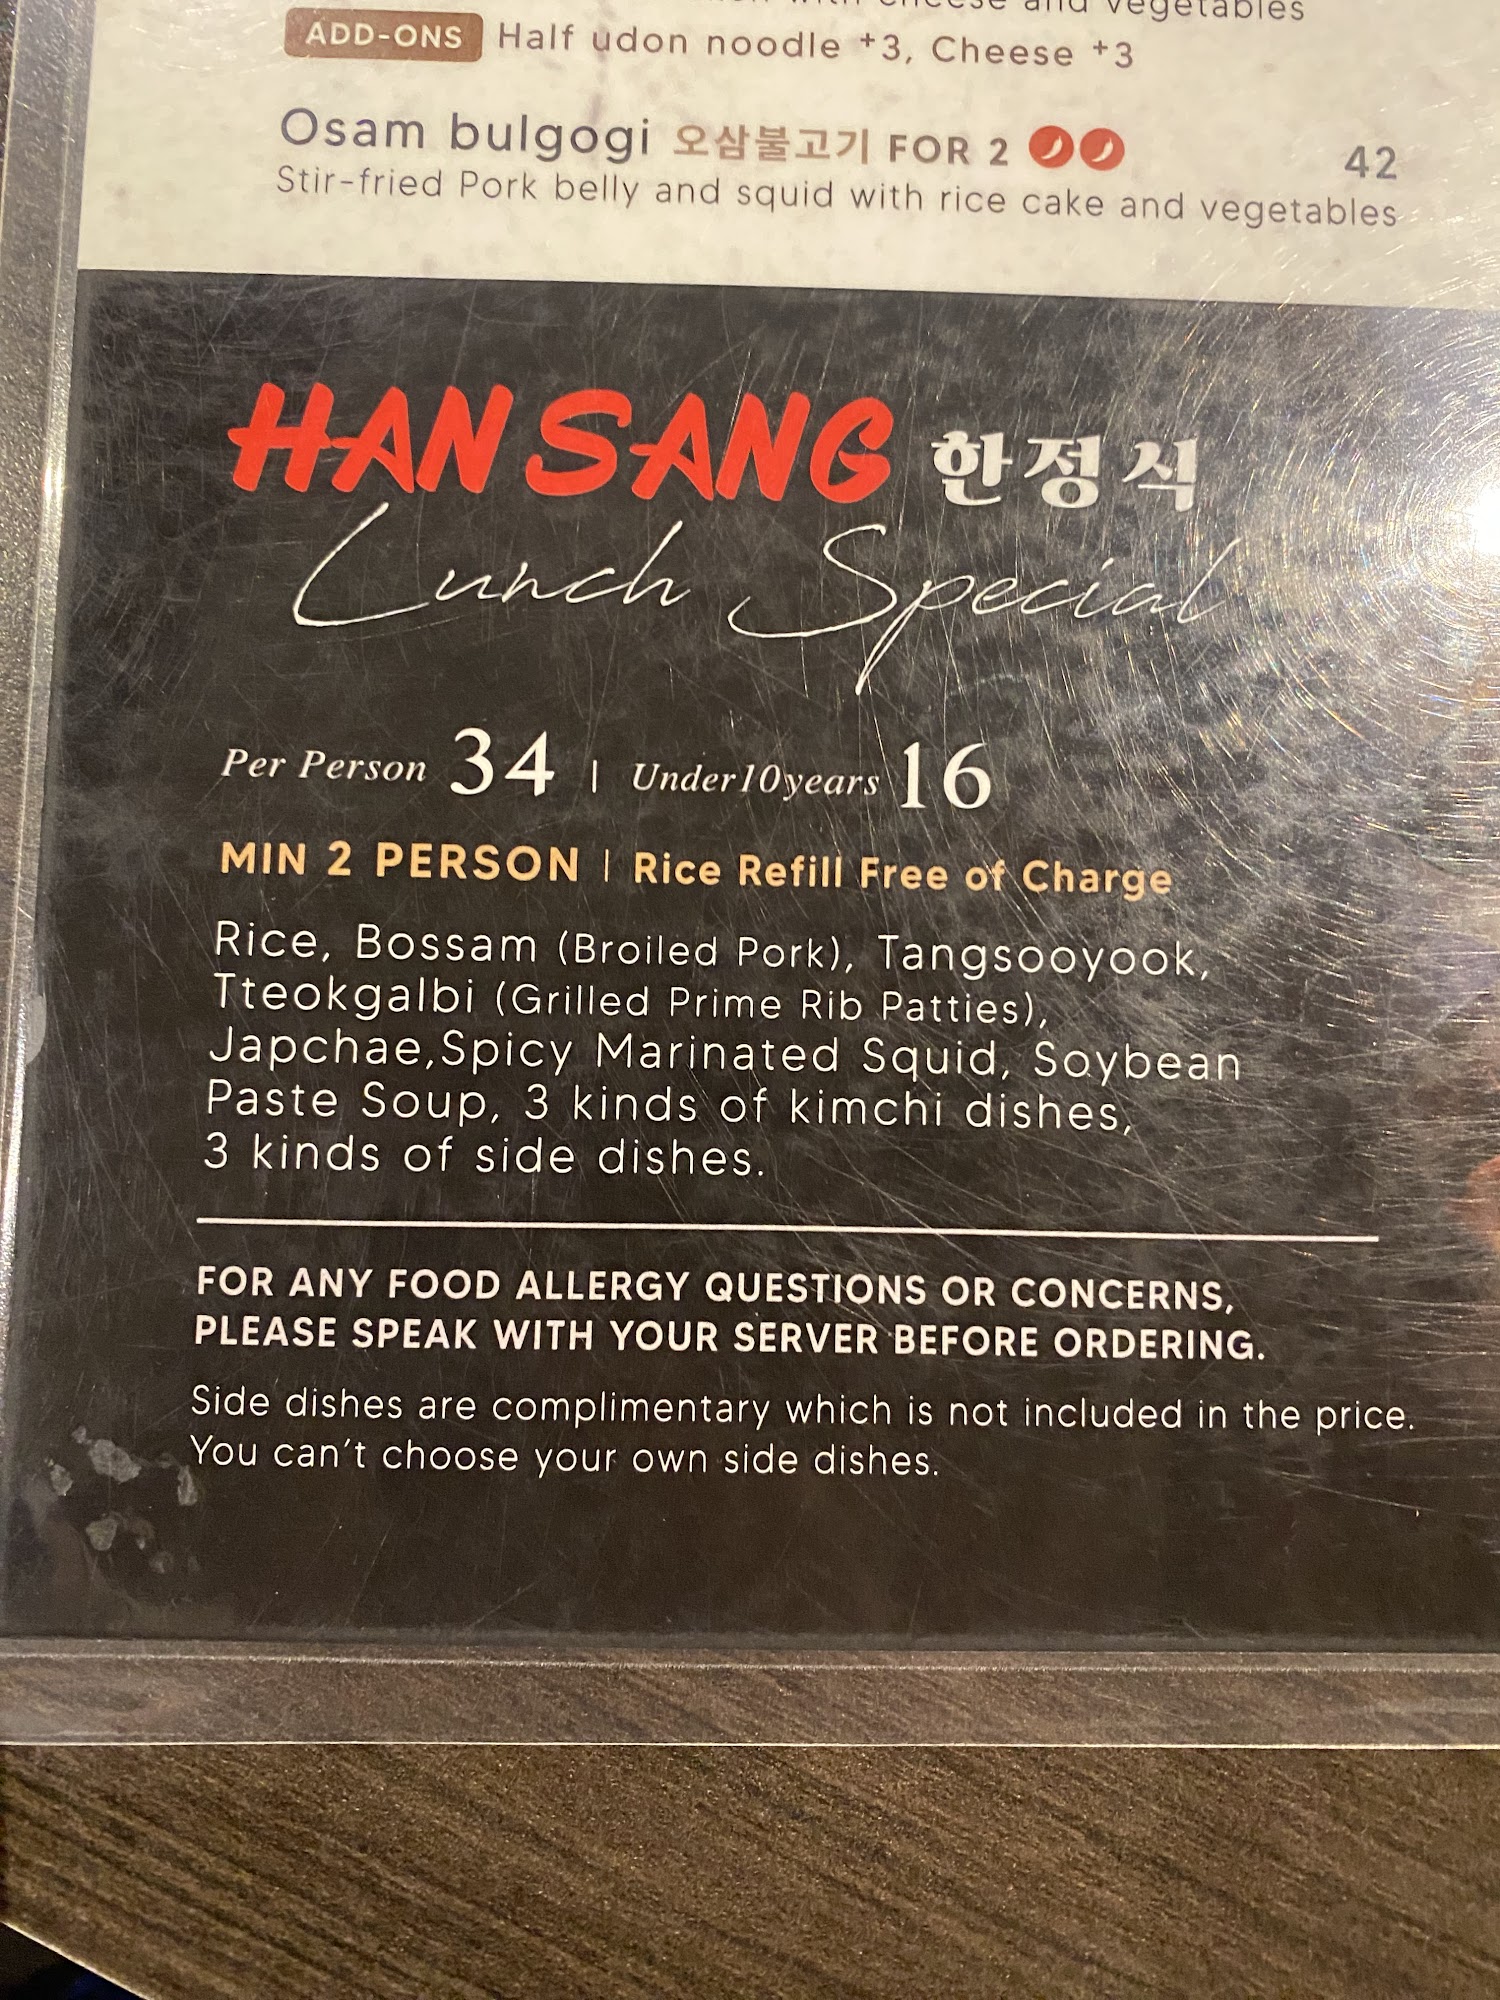 with cheese and vegetables
ADD-ONS Half udon noodle +3, Cheese +3
Osam bulgogi 오삼불고기 FOR 2 42
Stir-fried Pork belly and squid with rice cake and vegetables
HAN SANG 한정식
Lunch Special
Per Person 34 | Under10years 16
MIN 2 PERSON | Rice Refill Free of Charge
Rice, Bossam (Broiled Pork), Tangsooyook,
Tteokgalbi (Grilled Prime Rib Patties),
Japchae,Spicy Marinated Squid, Soybean
Paste Soup, 3 kinds of kimchi dishes,
3 kinds of side dishes.
FOR ANY FOOD ALLERGY QUESTIONS OR CONCERNS,
PLEASE SPEAK WITH YOUR SERVER BEFORE ORDERING.
Side dishes are complimentary which is not included in the price.
You can't choose your own side dishes.